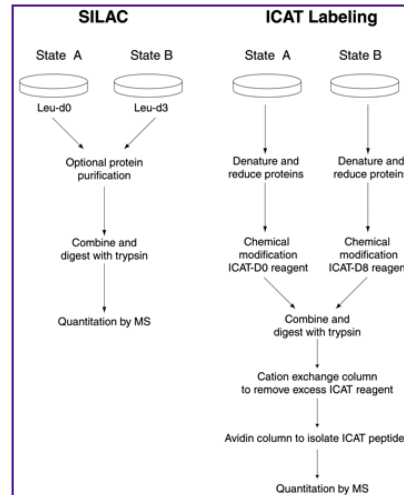 SILAC
State A
State B
Leu-d0
Leu-d3
Optional protein
purification
Combine and
digest with trypsin
Quantitation by MS
ICAT Labeling
State A
State B
Denature and
reduce proteins
Denature and
reduce proteins
Chemical
modification
ICAT-D0 reagent
Chemical
modification
ICAT-D8 reagent
Combine and
digest with trypsin
Cation exchange column
to remove excess ICAT reagent
Avidin column to isolate ICAT peptide
Quantitation by MS